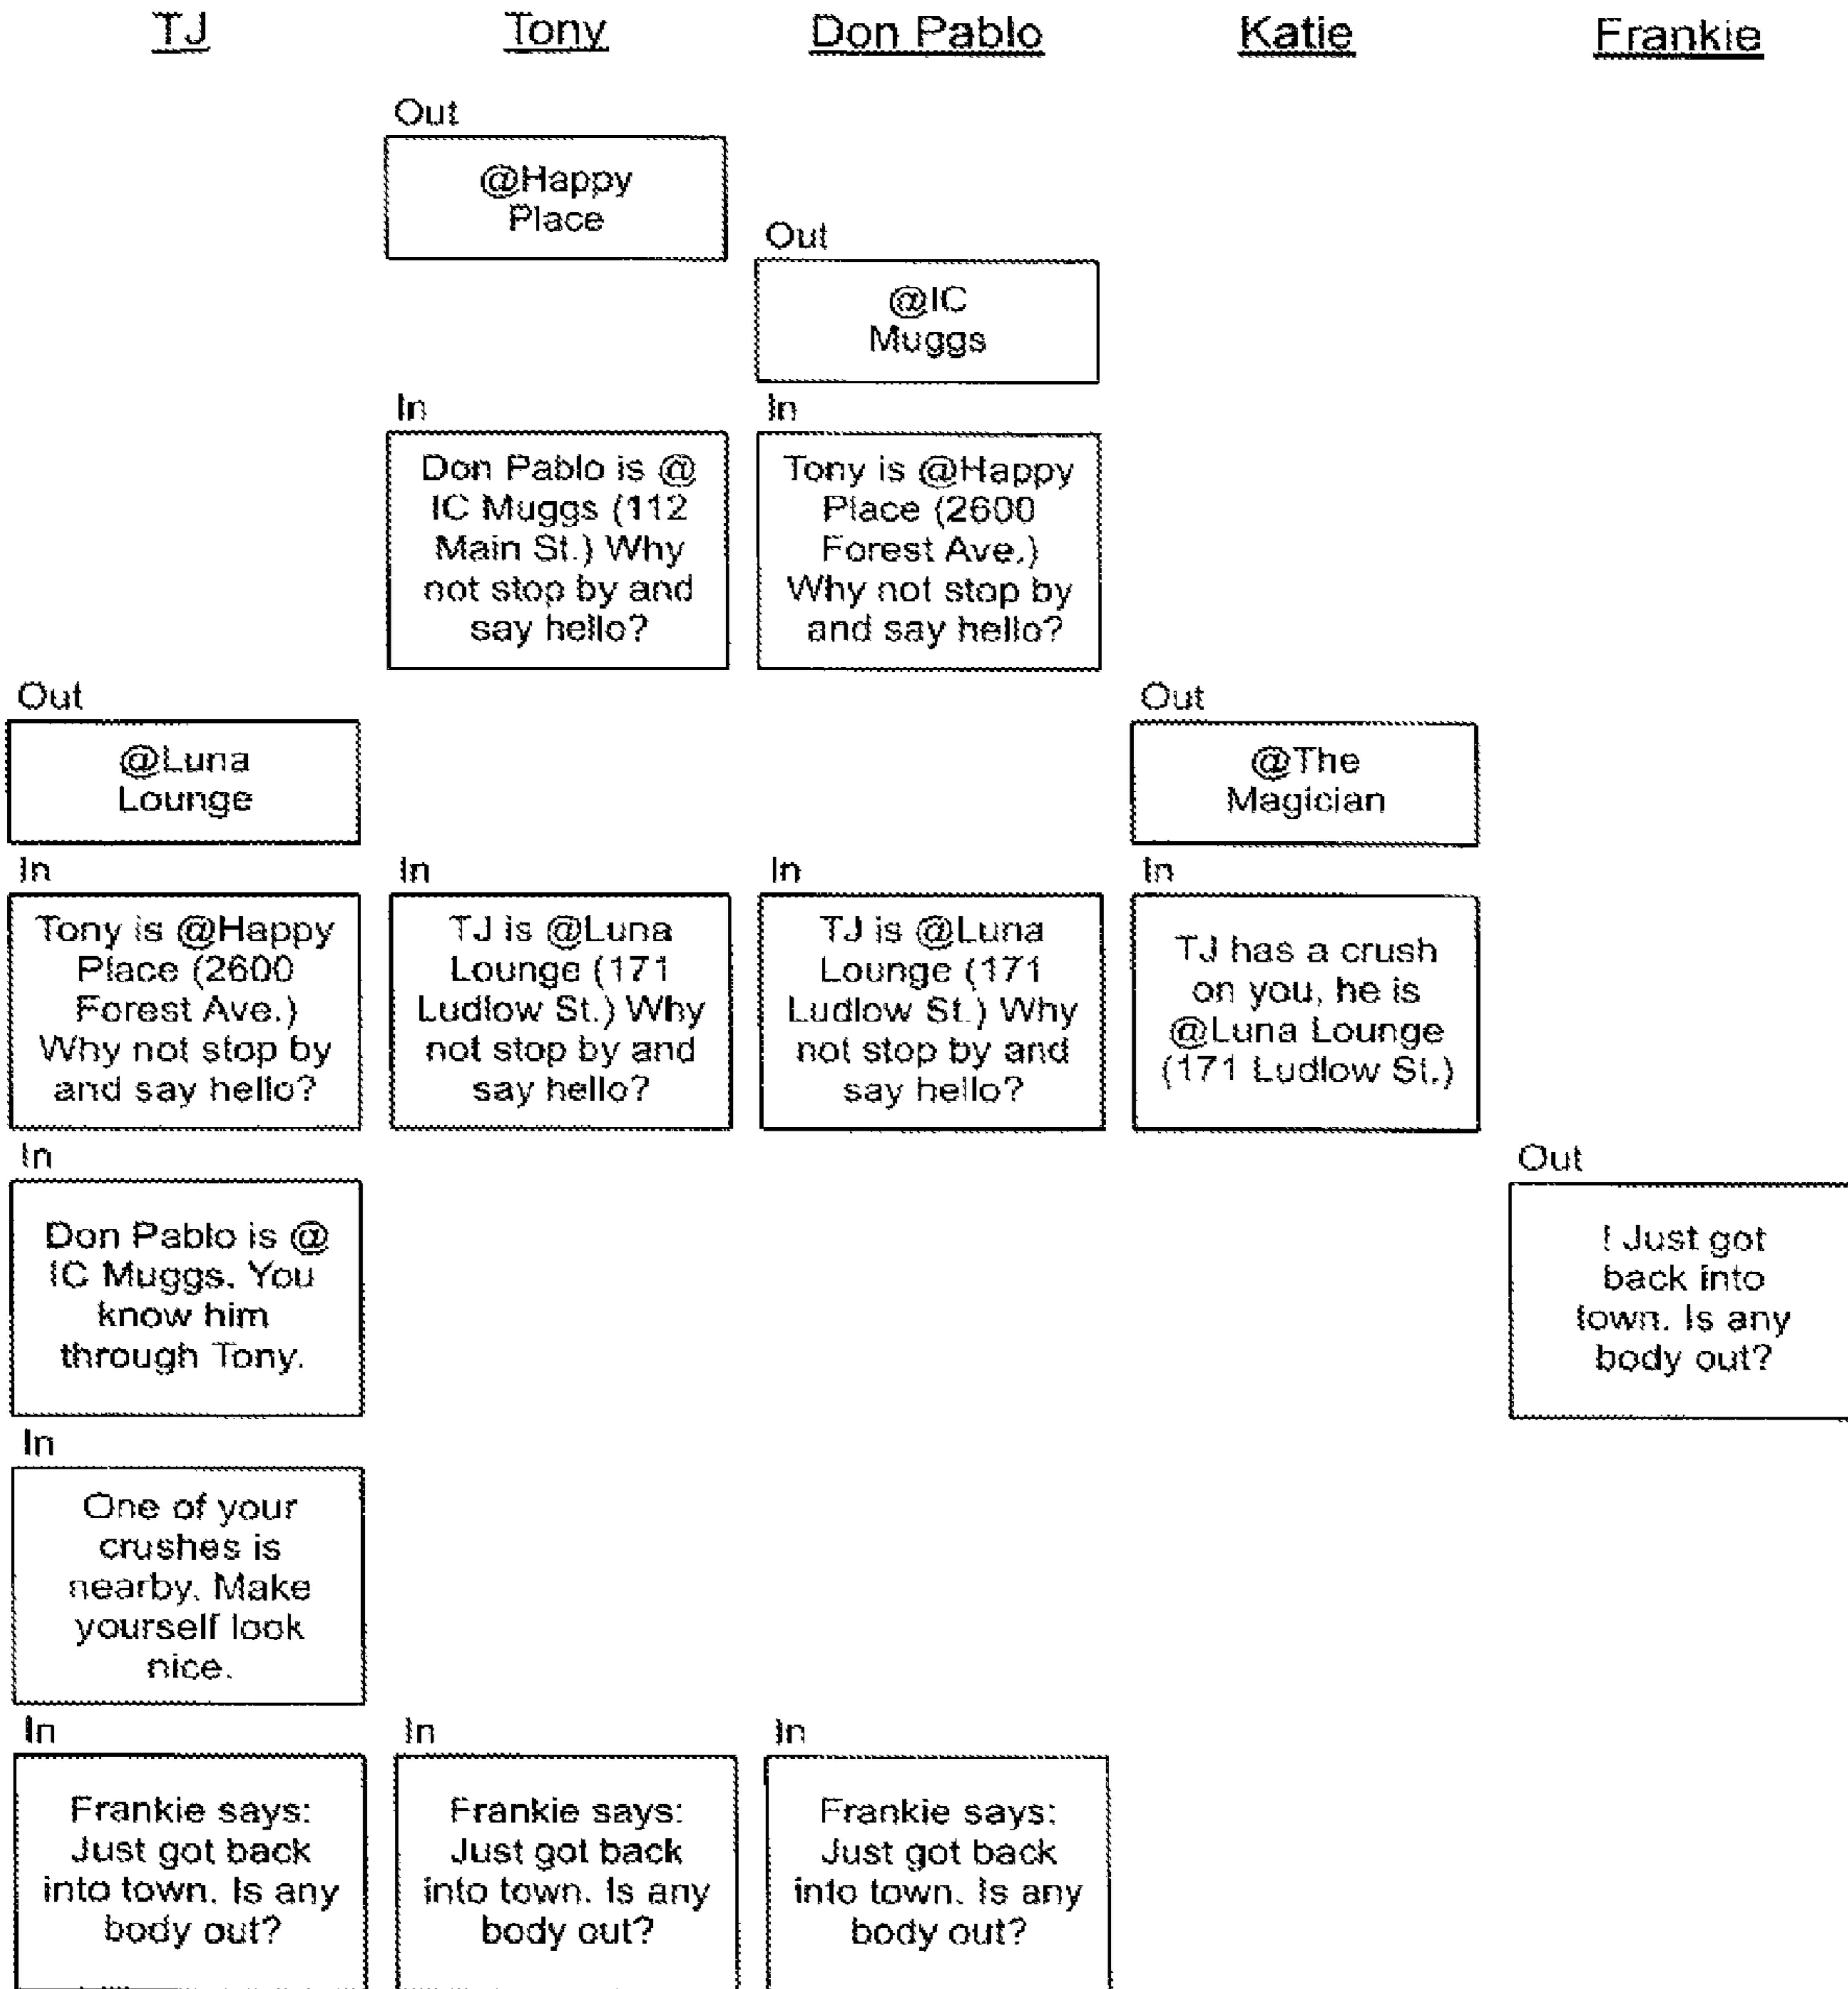 TJ
Tony
Don Pablo
Katie
Frankie
Out
@Happy
Place
Out
@IC
Muggs
In
Don Pablo is @
IC Muggs (112
Main St.) Why
not stop by and
say hello?
In
Tony is @Happy
Place (2600
Forest Ave.)
Why not stop by
and say hello?
Out
@Luna
Lounge
Out
@The
Magician
In
Tony is @Happy
Place (2600
Forest Ave.)
Why not stop by
and say hello?
In
TJ is @Luna
Lounge (171
Ludlow St.) Why
not stop by and
say hello?
In
TJ is @Luna
Lounge (171
Ludlow St.) Why
not stop by and
say hello?
In
TJ has a crush
on you, he is
@Luna Lounge
(171 Ludlow St.)
In
Don Pablo is @
IC Muggs. You
know him
through Tony.
Out
! Just got
back into
town. Is any
body out?
In
One of your
crushes is
nearby. Make
yourself look
nice.
In
Frankie says:
Just got back
into town. Is any
body out?
In
Frankie says:
Just got back
into town. Is any
body out?
In
Frankie says:
Just got back
into town. Is any
body out?